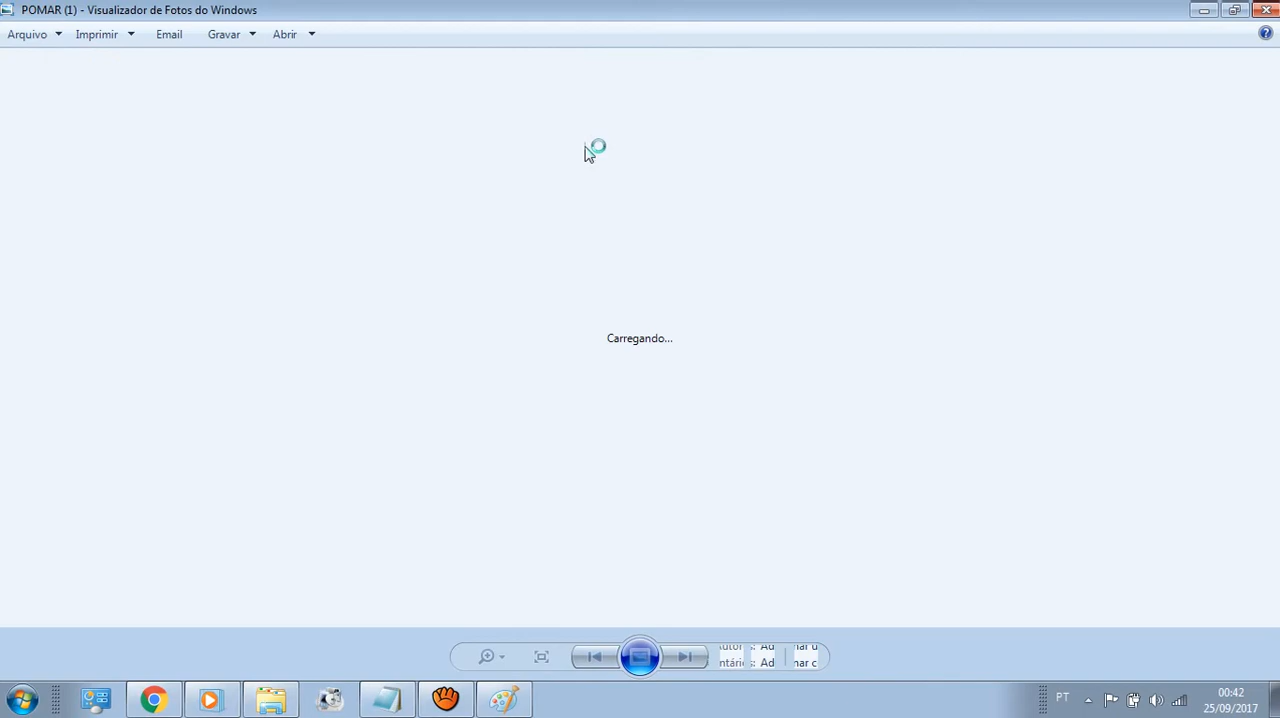 POMAR (1) - Visualizador de Fotos do Windows
Arquivo Imprimir Email Gravar Abrir
Carregando...
PT
00:42
25/09/2017